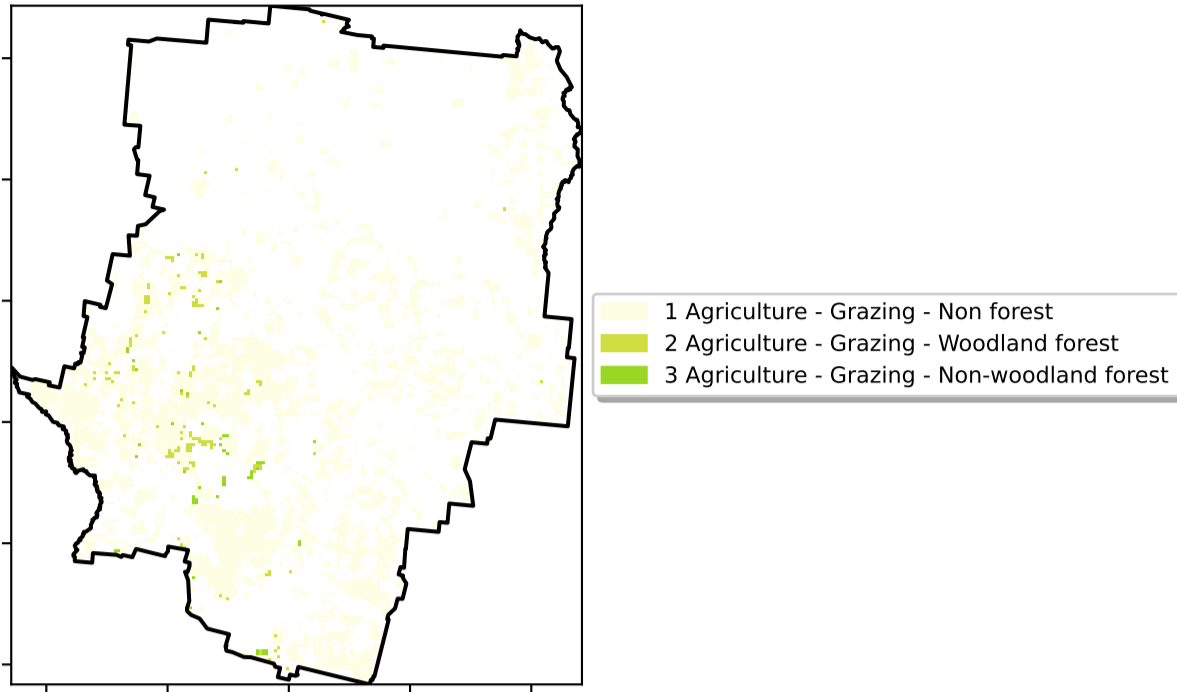 1 Agriculture - Grazing - Non forest
2 Agriculture - Grazing - Woodland forest
3 Agriculture - Grazing - Non-woodland forest